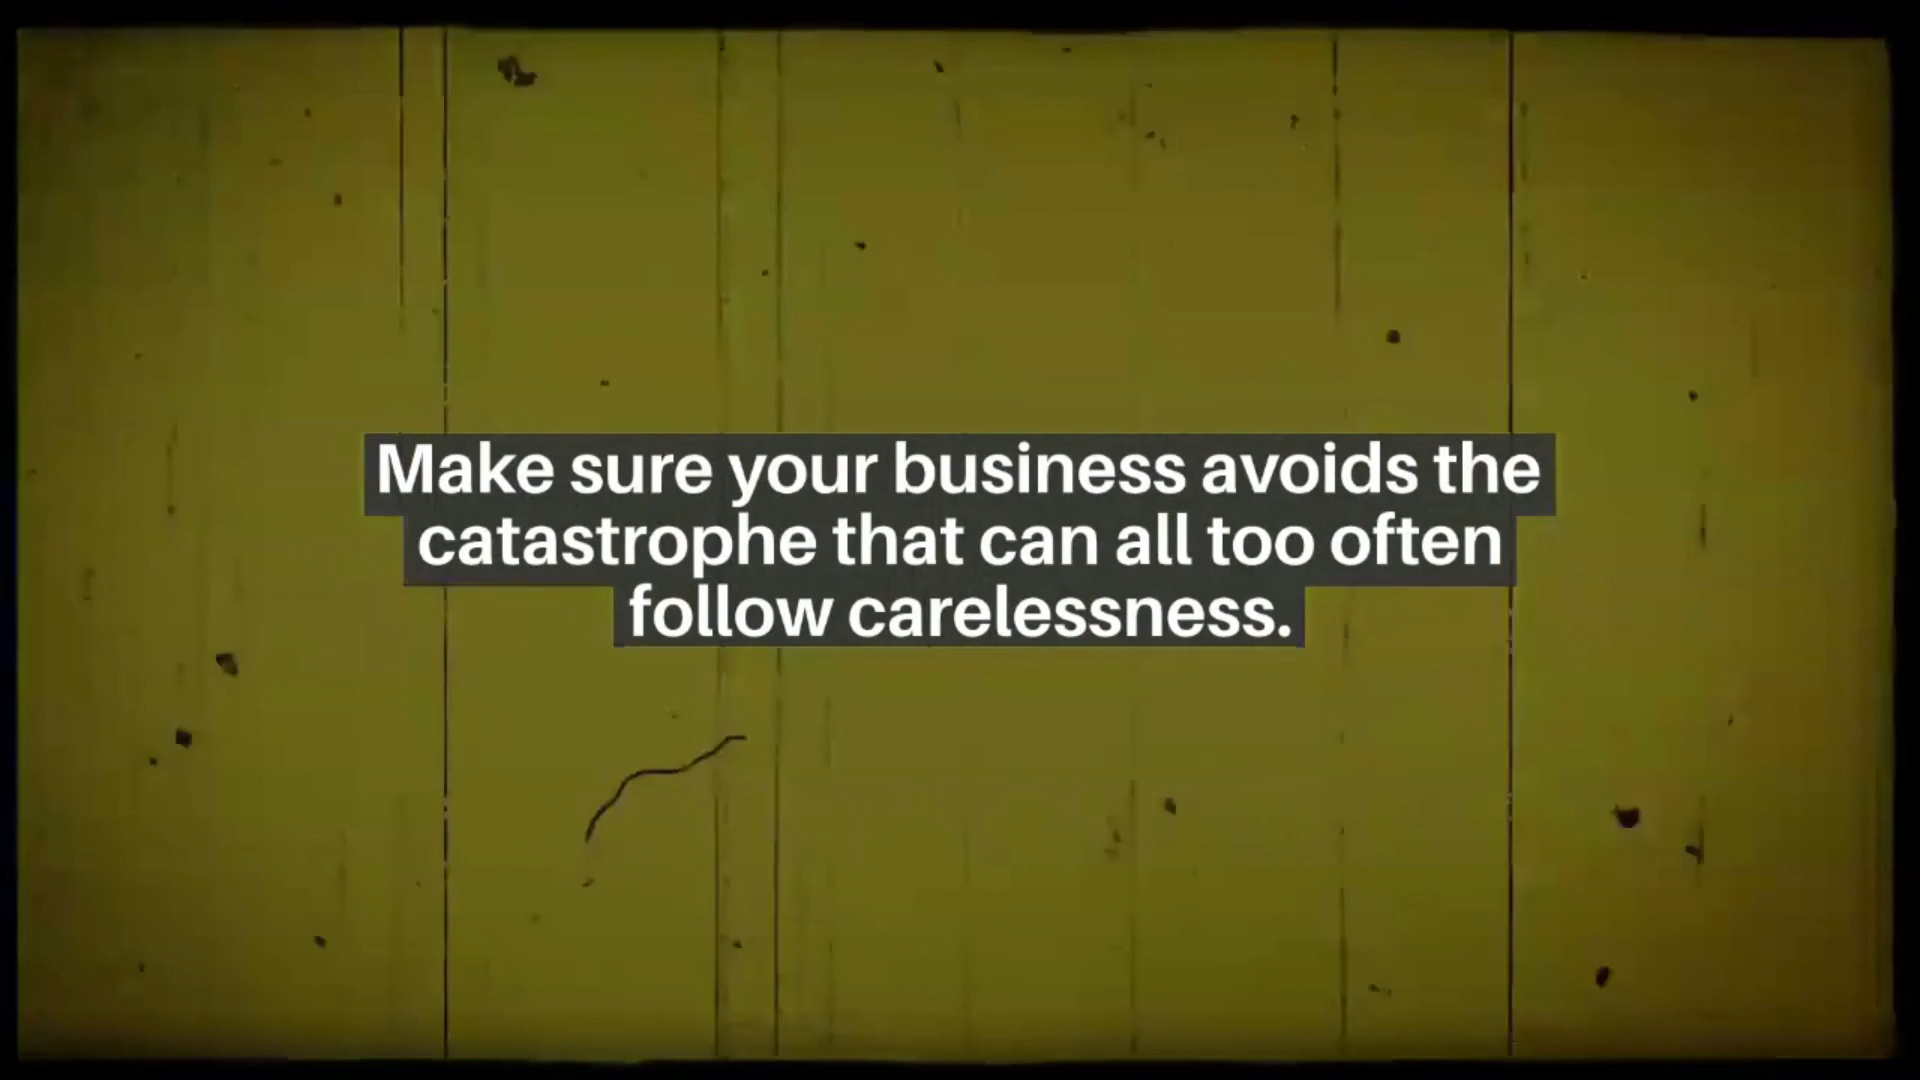 Make sure your business avoids the
catastrophe that can all too often
follow carelessness.